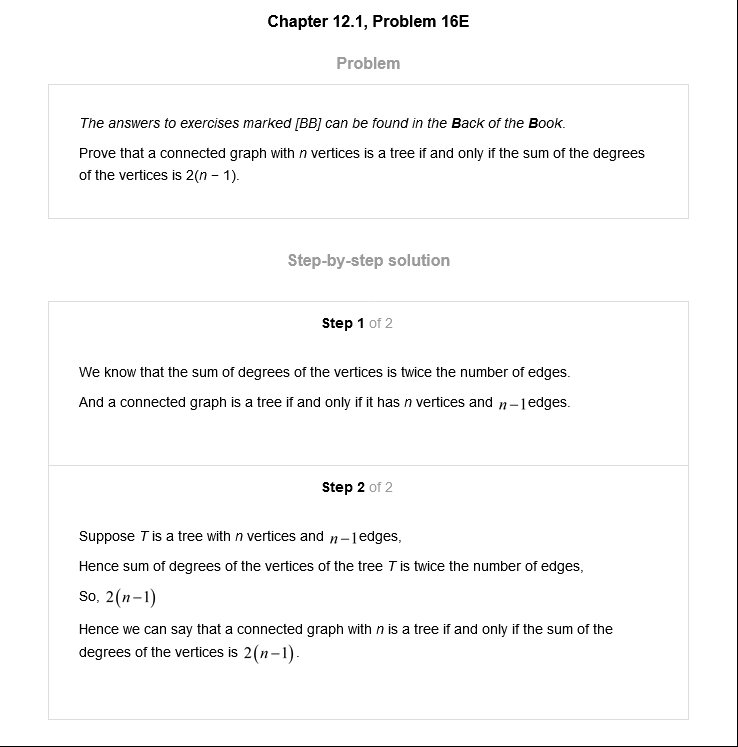 Chapter 12.1, Problem 16E
Problem
The answers to exercises marked [BB] can be found in the Back of the Book.
Prove that a connected graph with n vertices is a tree if and only if the sum of the degrees
of the vertices is 2(n − 1).
Step-by-step solution
Step 1 of 2
We know that the sum of degrees of the vertices is twice the number of edges.
And a connected graph is a tree if and only if it has n vertices and n−1edges.
Step 2 of 2
Suppose T is a tree with n vertices and n−1edges,
Hence sum of degrees of the vertices of the tree T is twice the number of edges,
So, 2(n−1)
Hence we can say that a connected graph with n is a tree if and only if the sum of the
degrees of the vertices is 2(n−1).